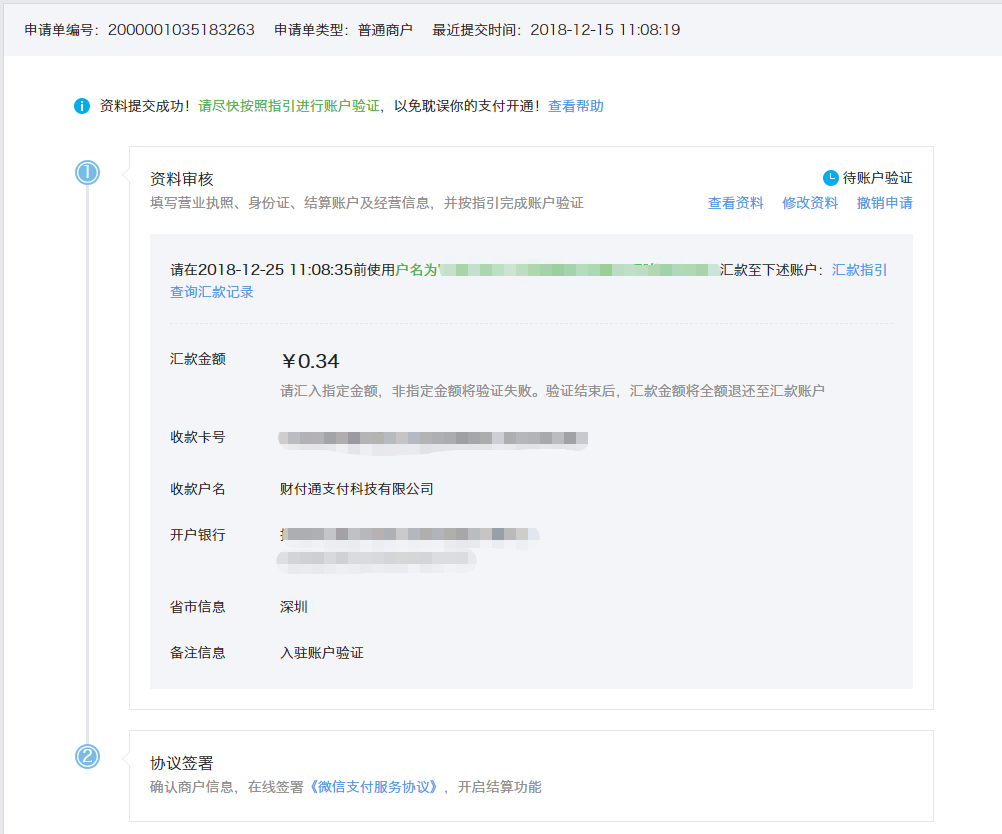 申请单编号：2000001035183263 申请单类型：普通商户 最近提交时间：2018-12-15 11:08:19
资料提交成功！请尽快按照指引进行账户验证，以免耽误你的支付开通！查看帮助
1
资料审核
待账户验证
填写营业执照、身份证、结算账户及经营信息，并按指引完成账户验证
查看资料 修改资料 撤销申请
请在2018-12-25 11:08:35前使用户名为"汇款至下述账户：汇款指引
查询汇款记录
汇款金额 ￥0.34
请汇入指定金额，非指定金额将验证失败。验证结束后，汇款金额将全额退还至汇款账户
收款卡号
收款户名 财付通支付科技有限公司
开户银行
省市信息 深圳
备注信息 入驻账户验证
2
协议签署
确认商户信息，在线签署《微信支付服务协议》，开启结算功能